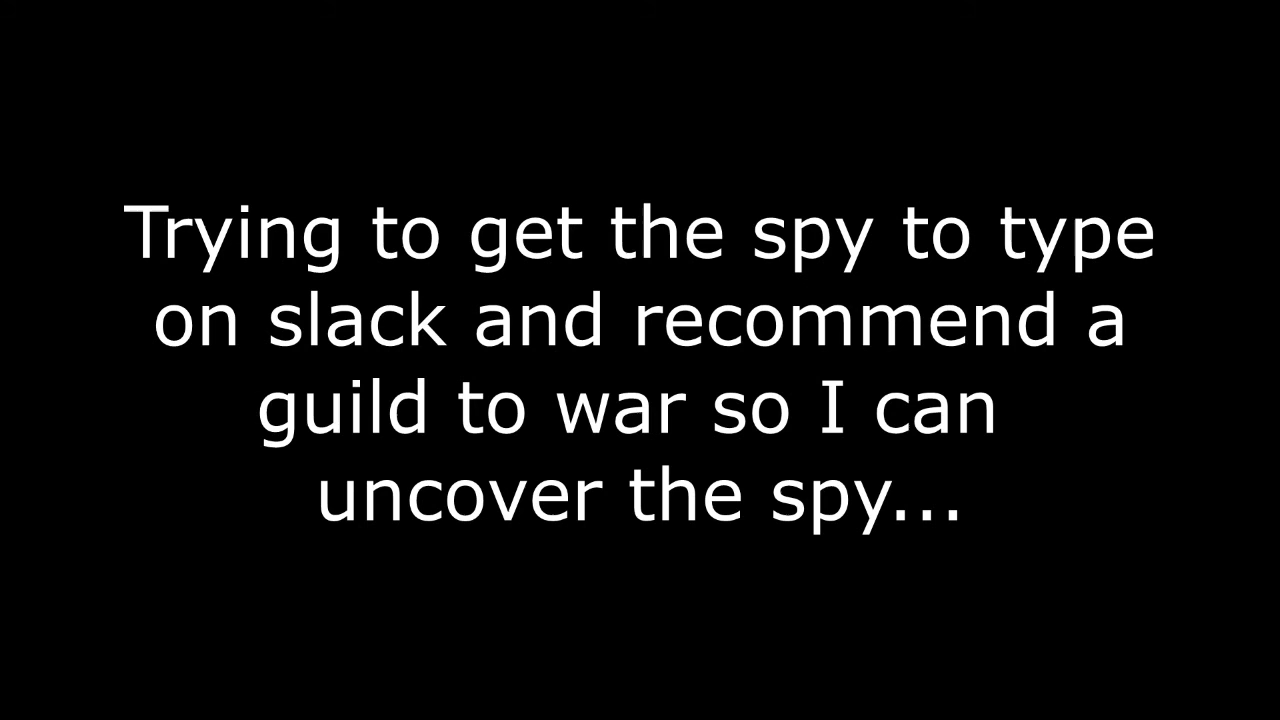 Trying to get the spy to type
on slack and recommend a
guild to war so I can
uncover the spy...